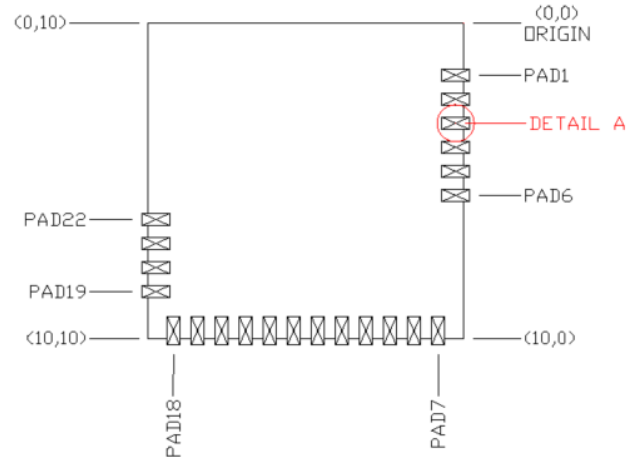 (0,10)
(0,0)
ORIGIN
PAD1
DETAIL A
PAD6
PAD22
PAD19
(10,10)
(10,0)
PAD18
PAD7